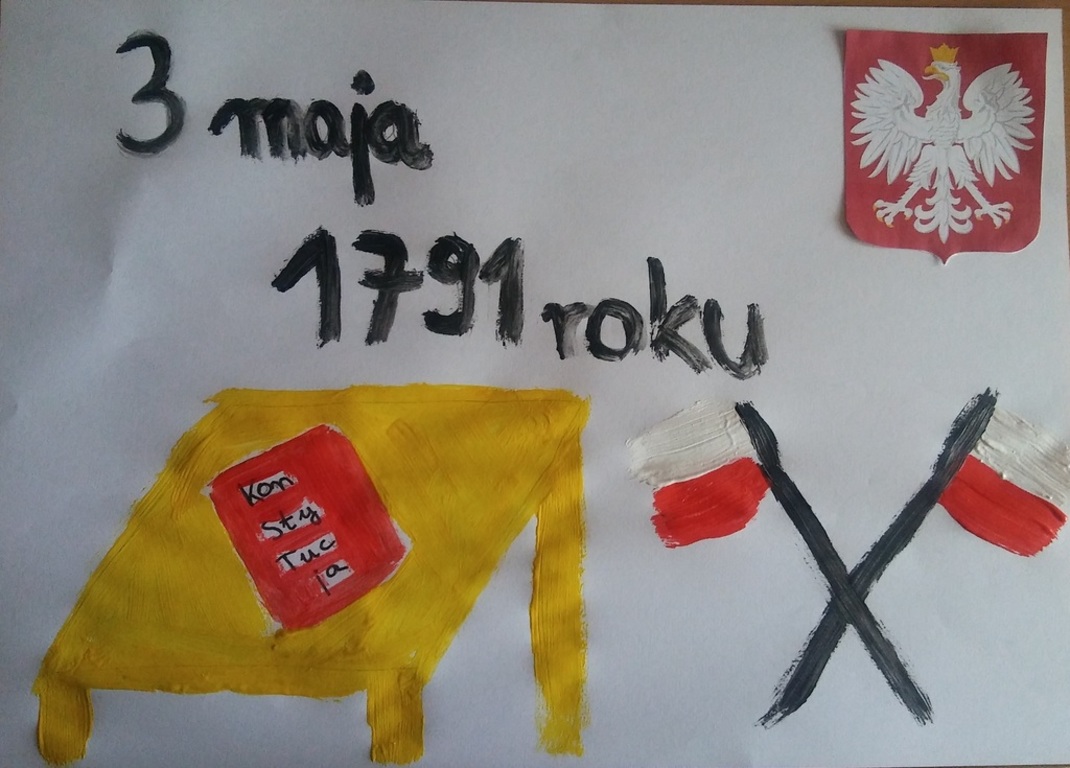 3 maja
1791 roku
Kon
sty
Tuc
ja